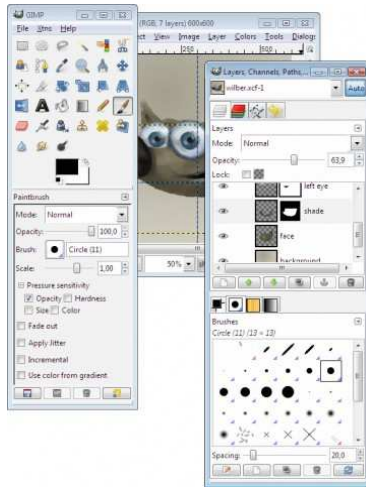 GIMP
File Xtns Help
Paintbrush
Mode: Normal
Opacity: 100,0
Brush: Circle (11)
Scale: 1,00
Pressure sensitivity
Opacity Hardness
Size Color
Fade out
Apply Jitter
Incremental
Use color from gradient
(RGB, 7 layers) 600x600
View Image Layer Colors Tools Dialogs
250 500
50%
Layers, Channels, Paths,...
wilber.xcf-1 Auto
Layers
Mode: Normal
Opacity: 63,9
Lock:
left eye
shade
face
background
Brushes
Circle (11) (13 × 13)
Spacing: 20,0